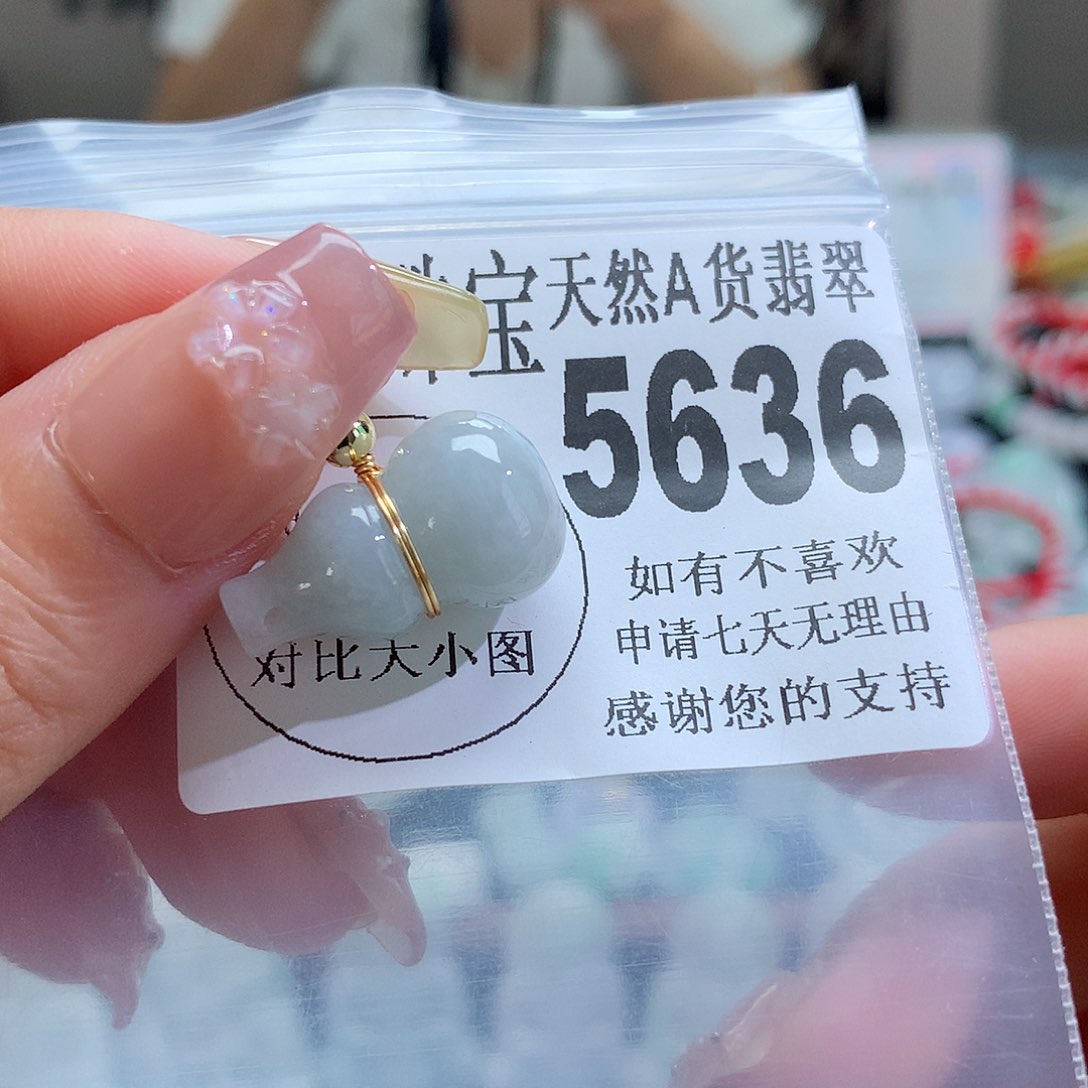 宝天然A货翡翠
5636
如有不喜欢
申请七天无理由
感谢您的支持
对比大小图